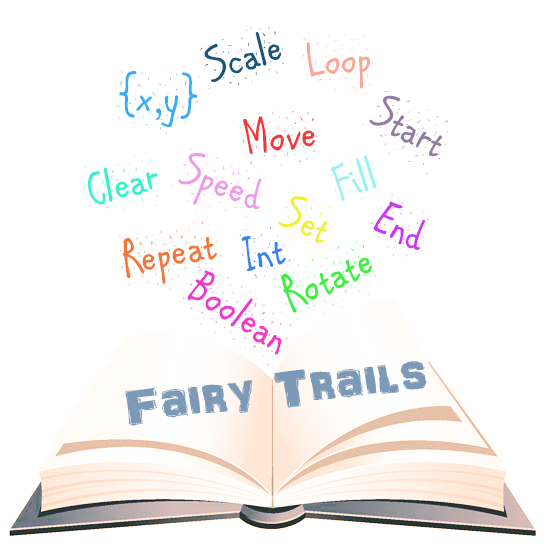 Scale
Loop
{x,y}
Start
Move
Clear
Speed
Fill
Set
End
Repeat
Int
Rotate
Boolean
Fairy Trails